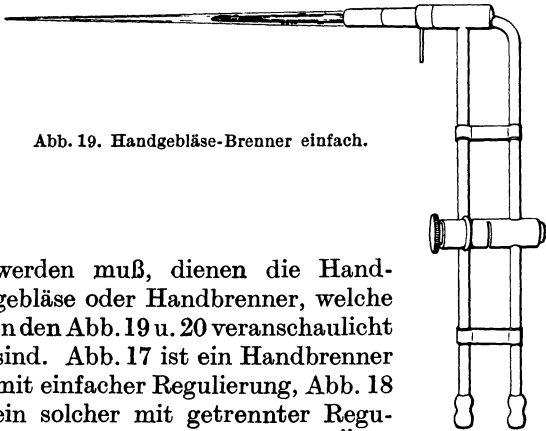 Abb. 19. Handgebläse-Brenner einfach.
werden muß, dienen die Hand-
gebläse oder Handbrenner, welche
in den Abb. 19 u. 20 veranschaulicht
sind. Abb. 17 ist ein Handbrenner
mit einfacher Regulierung, Abb. 18
ein solcher mit getrennter Regu-